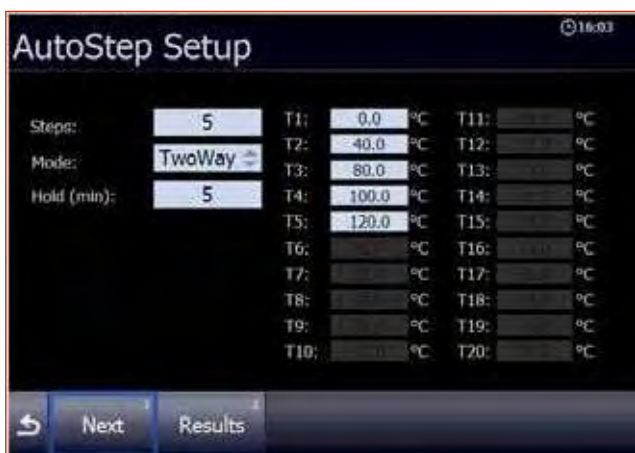 16:03
AutoStep Setup
Steps: 5
Mode: TwoWay
Hold (min): 5
T1: 0.0 °C
T2: 40.0 °C
T3: 80.0 °C
T4: 100.0 °C
T5: 120.0 °C
T6: °C
T7: °C
T8: °C
T9: °C
T10: °C
T11: °C
T12: °C
T13: °C
T14: °C
T15: °C
T16: °C
T17: °C
T18: °C
T19: °C
T20: °C
Next
Results